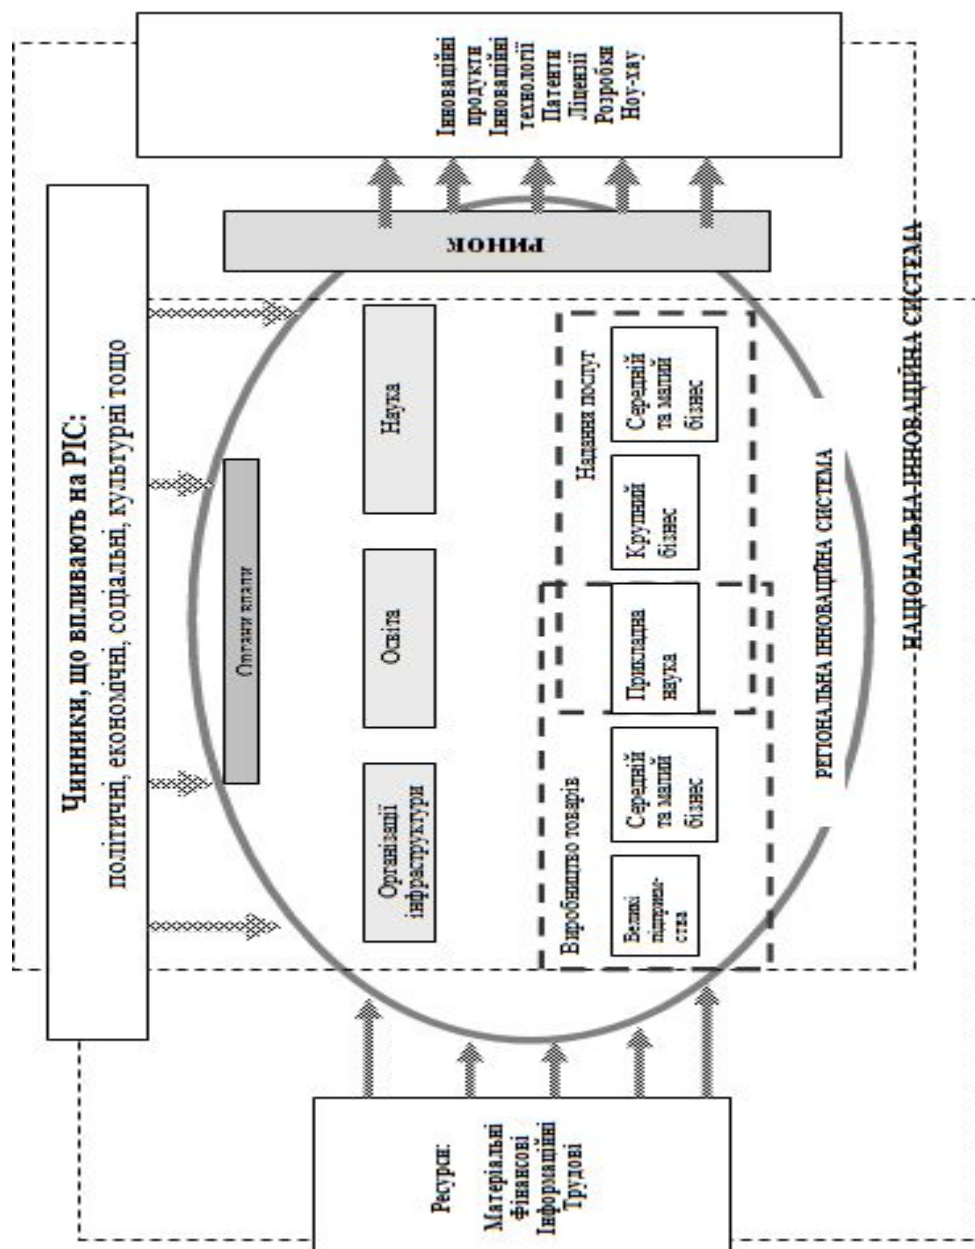 Чинники, що впливають на РІС:
політичні, економічні, соціальні, культурні тощо
Ресурси:
Матеріальні
Фінансові
Інформаційні
Трудові
Органи влади
Організації
інфраструктури
Освіта
Наука
Виробництво товарів
Великі
підприєм-
ства
Середній
та малий
бізнес
Прикладна
наука
Надання послуг
Крупний
бізнес
Середній
та малий
бізнес
РИНОК
Інноваційні
продукти
Інноваційні
технології
Патенти
Ліцензії
Розробки
Ноу-хау
РЕГІОНАЛЬНА ІННОВАЦІЙНА СИСТЕМА
НАЦІОНАЛЬНА ІННОВАЦІЙНА СИСТЕМА